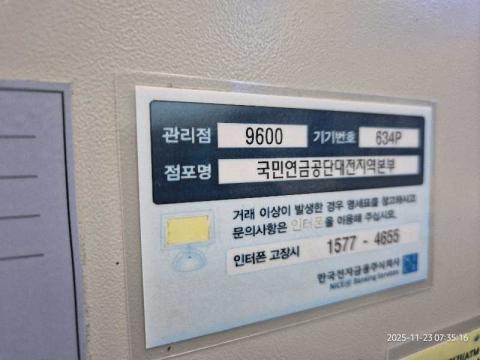 관리점 9600 기기번호 634P
점포명 국민연금공단대전지역본부
거래 이상이 발생한 경우 명세표를 참고하시고
문의사항은 인터폰을 이용해 주십시오.
인터폰 고장시 1577 - 4655
한국전자금융주식회사
NICE Banking Services
2025-11-23 07:35:16